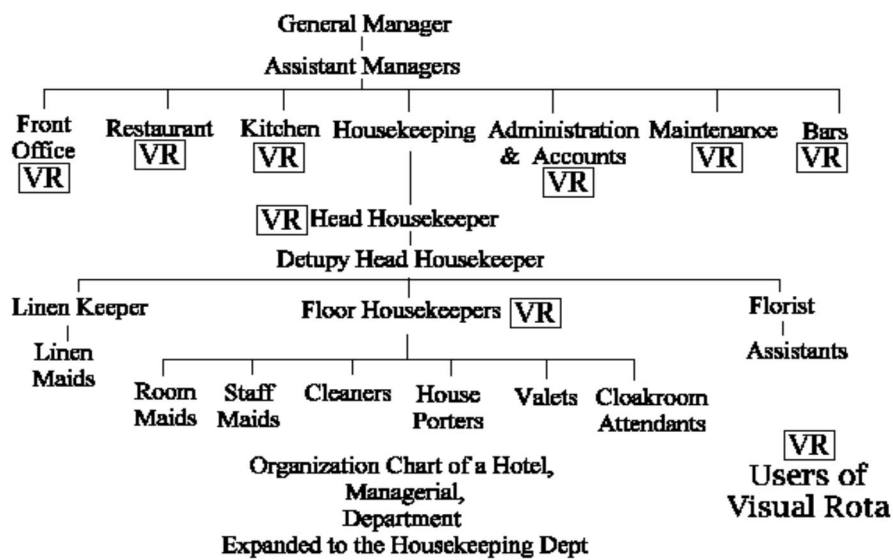 General Manager
Assistant Managers
Front Office VR
Restaurant VR
Kitchen VR
Housekeeping
Administration & Accounts VR
Maintenance VR
Bars VR
VR Head Housekeeper
Detupy Head Housekeeper
Linen Keeper
Floor Housekeepers VR
Florist
Linen Maids
Assistants
Room Maids
Staff Maids
Cleaners
House Porters
Valets
Cloakroom Attendants
Organization Chart of a Hotel,
Managerial,
Department
Expanded to the Housekeeping Dept
VR
Users of
Visual Rota